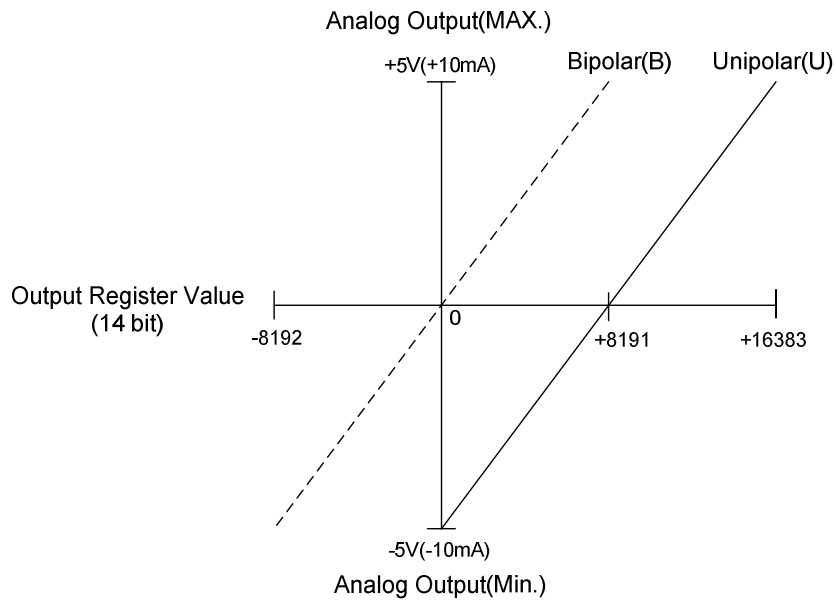 Analog Output(MAX.)
+5V(+10mA)
Bipolar(B)
Unipolar(U)
Output Register Value
(14 bit)
0
-8192
+8191
+16383
-5V(-10mA)
Analog Output(Min.)